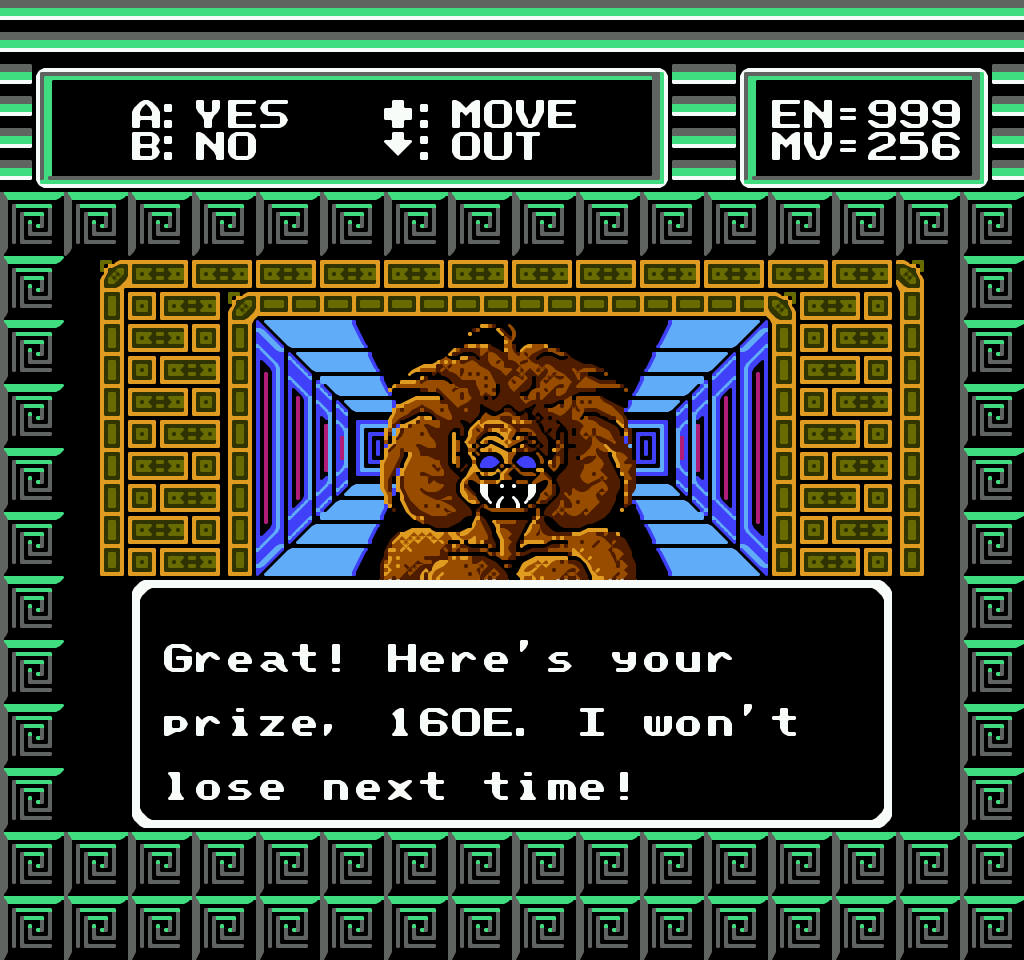 A: YES ✚: MOVE
B: NO ⬇: OUT
EN=999
MV=256
Great! Here's your
prize, 160E. I won't
lose next time!